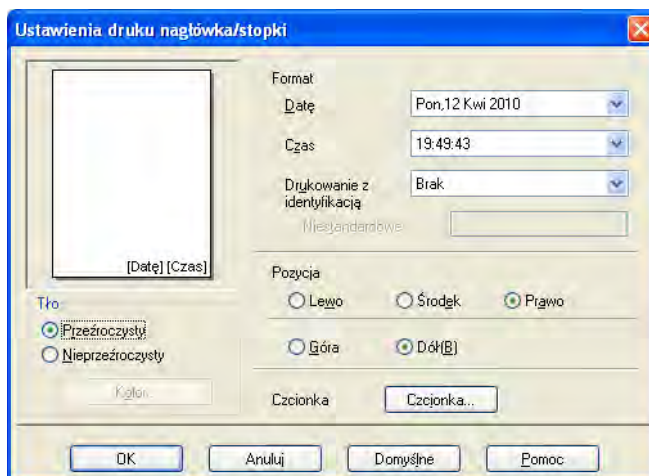 Ustawienia druku nagłówka/stopki
Format
Datę
Pon,12 Kwi 2010
Czas
19:49:43
Drukowanie z
identyfikacją
Brak
Niestandardowe
[Datę] [Czas]
Tło
Przeźroczysty
Nieprzeźroczysty
Kolor...
Pozycja
Lewo
Środek
Prawo
Góra
Dół(B)
Czcionka
Czcionka...
OK
Anuluj
Domyślne
Pomoc